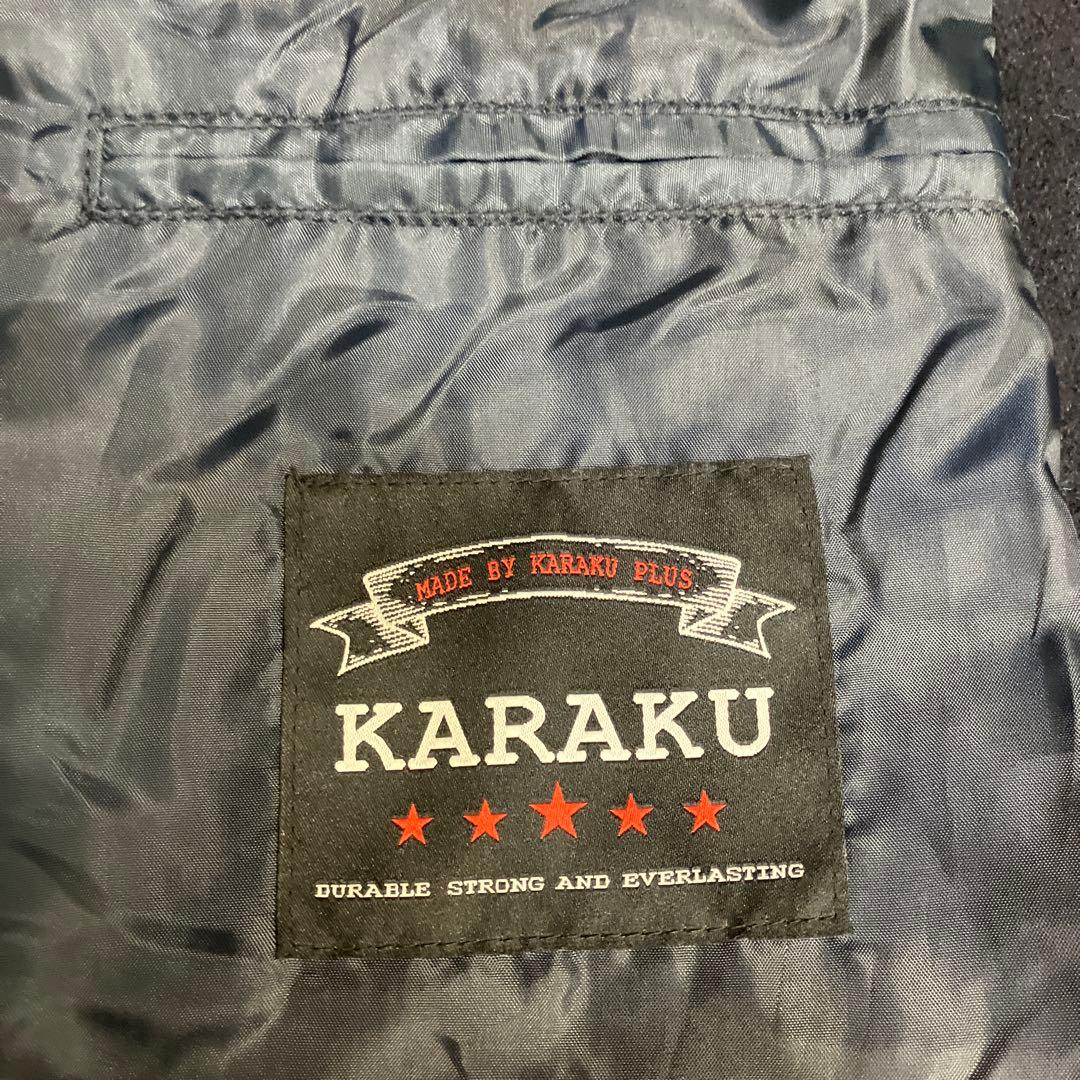 MADE BY KARAKU PLUS
KARAKU
DURABLE STRONG AND EVERLASTING